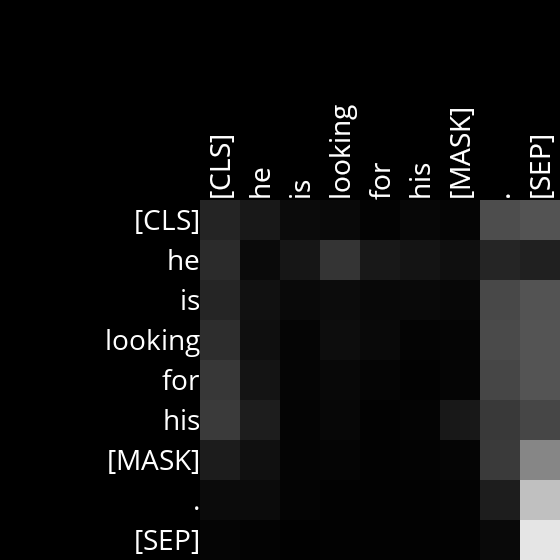 [CLS] he is looking for his [MASK] . [SEP]
[CLS]
he
is
looking
for
his
[MASK]
.
[SEP]